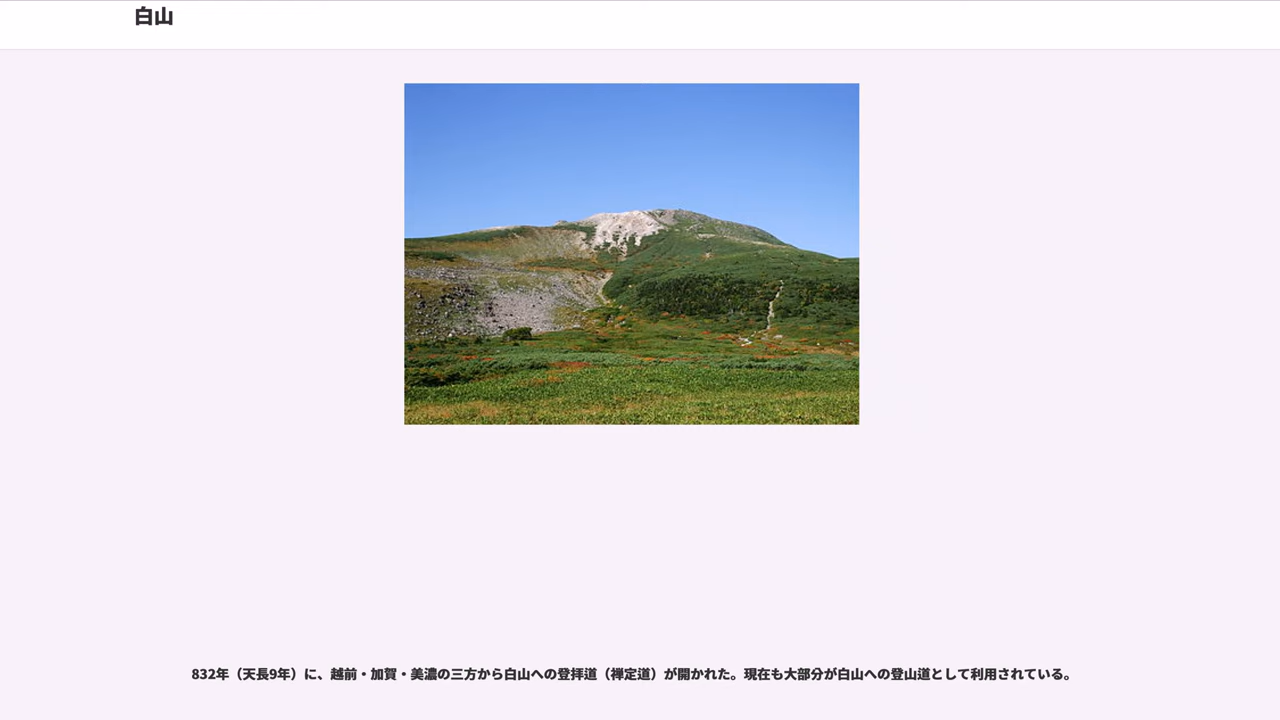 白山
832年（天長9年）に、越前・加賀・美濃の三方から白山への登拝道（禅定道）が開かれた。現在も大部分が白山への登山道として利用されている。